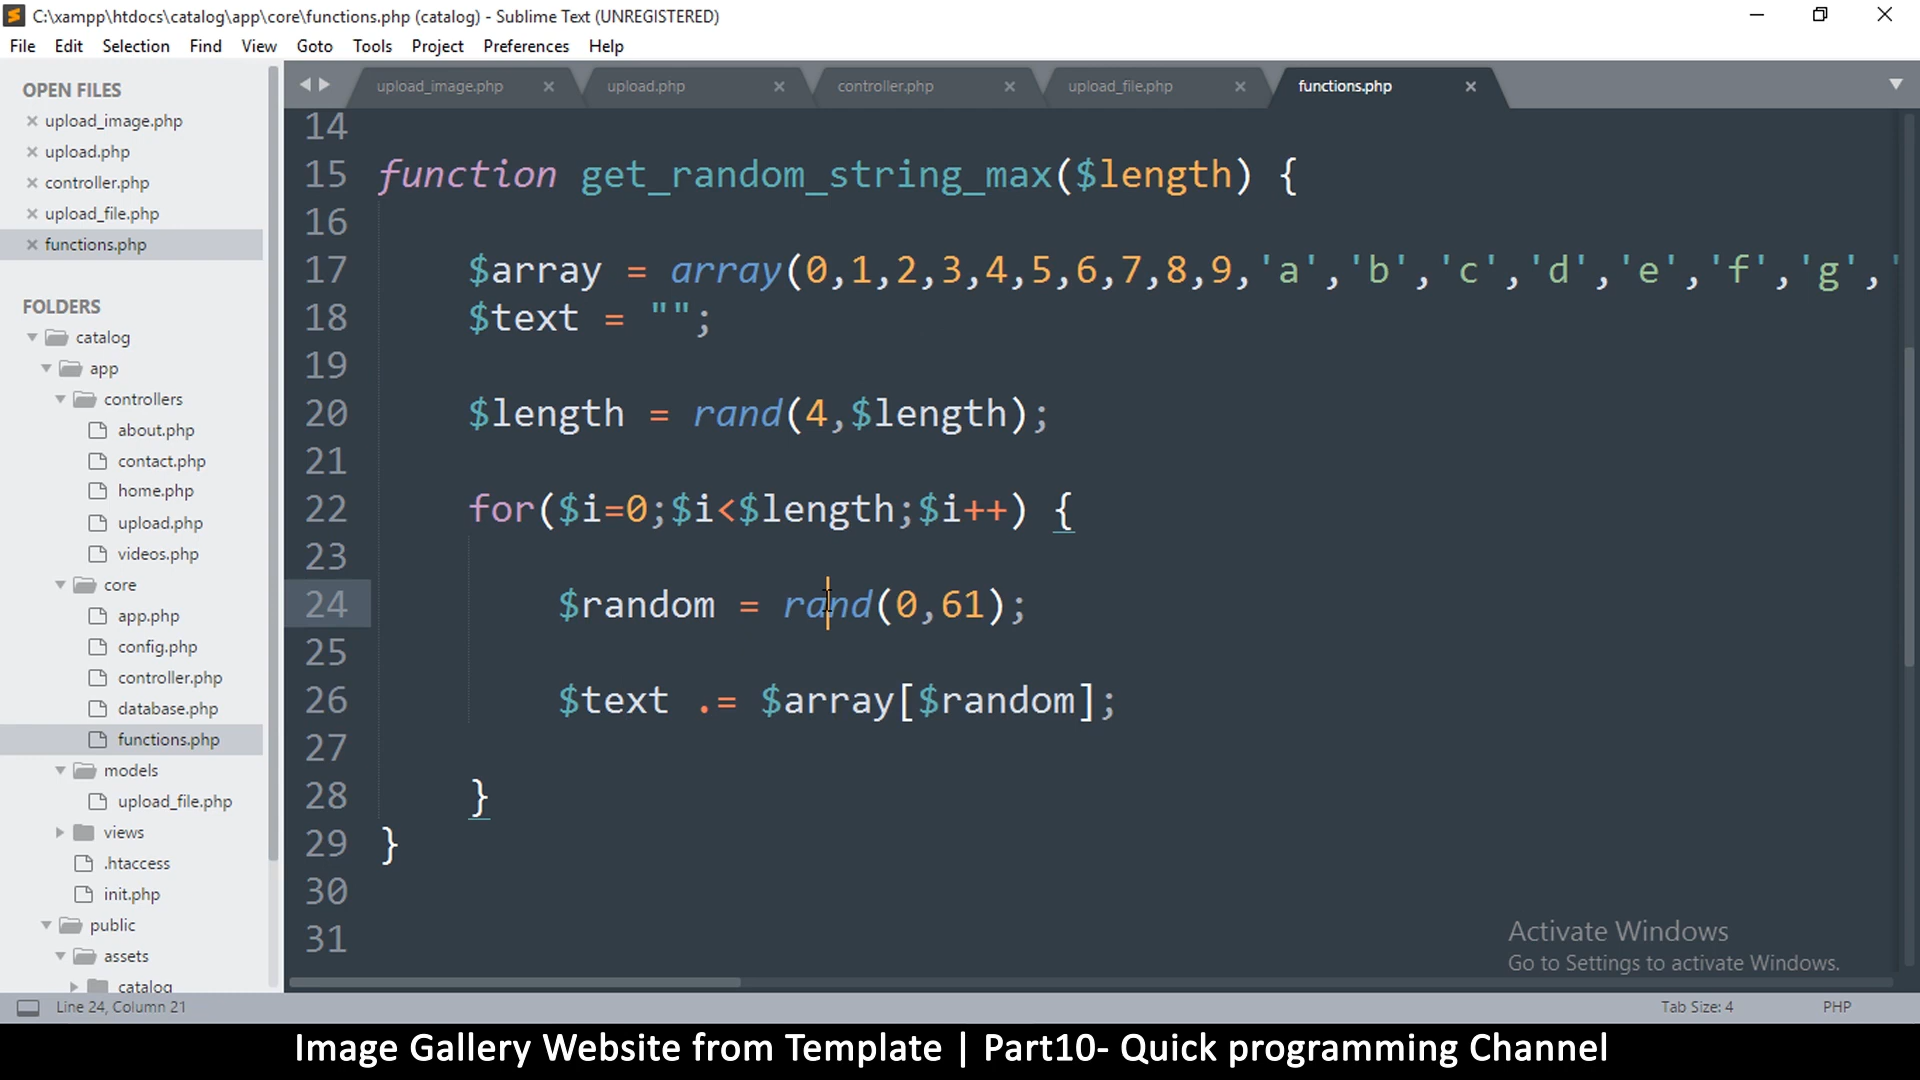 C:\xampp\htdocs\catalog\app\core\functions.php (catalog) - Sublime Text (UNREGISTERED)
File Edit Selection Find View Goto Tools Project Preferences Help
OPEN FILES
upload_image.php
upload.php
controller.php
upload_file.php
functions.php
FOLDERS
catalog
app
controllers
about.php
contact.php
home.php
upload.php
videos.php
core
app.php
config.php
controller.php
database.php
functions.php
models
upload_file.php
views
.htaccess
init.php
public
assets
catalog
upload_image.php upload.php controller.php upload_file.php functions.php
14
15 function get_random_string_max($length) {
16
17 $array = array(0,1,2,3,4,5,6,7,8,9,'a','b','c','d','e','f','g','
18 $text = "";
19
20 $length = rand(4,$length);
21
22 for($i=0;$i<$length;$i++) {
23
24 $random = rand(0,61);
25
26 $text .= $array[$random];
27
28 }
29 }
30
31
Activate Windows
Go to Settings to activate Windows.
Line 24, Column 21 Tab Size: 4 PHP
Image Gallery Website from Template | Part10- Quick programming Channel